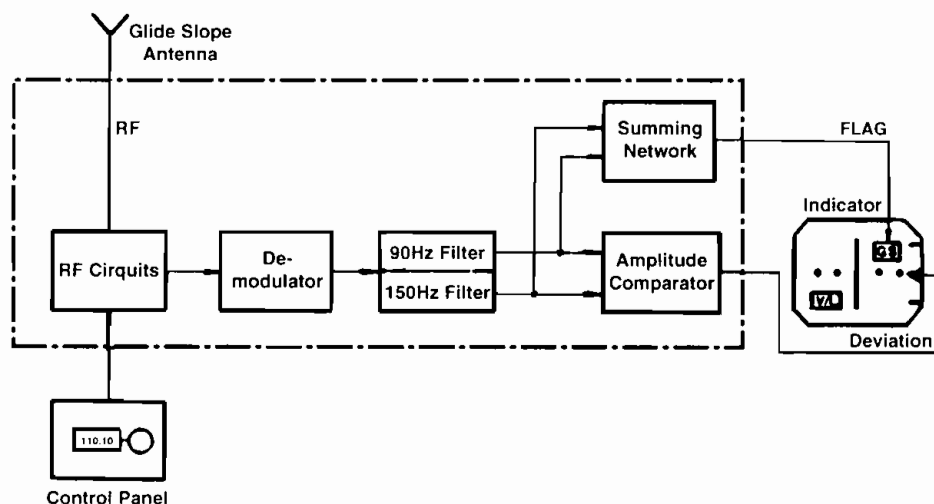 Glide Slope
Antenna
RF
Summing
Network
FLAG
Indicator
RF Cirquits
De-
modulator
90Hz Filter
150Hz Filter
Amplitude
Comparator
GS
V/L
Deviation
110.10
Control Panel